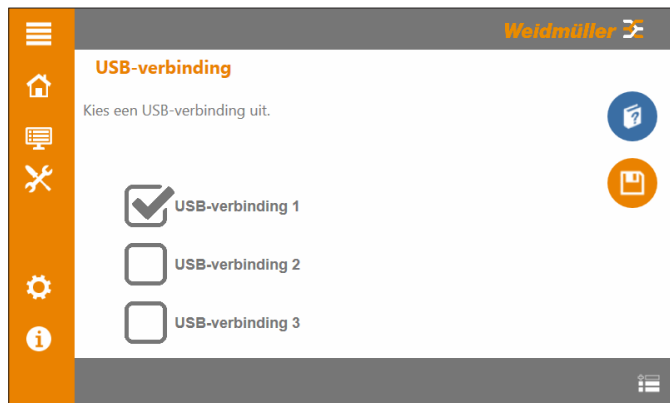 Weidmüller
USB-verbinding
Kies een USB-verbinding uit.
USB-verbinding 1
USB-verbinding 2
USB-verbinding 3